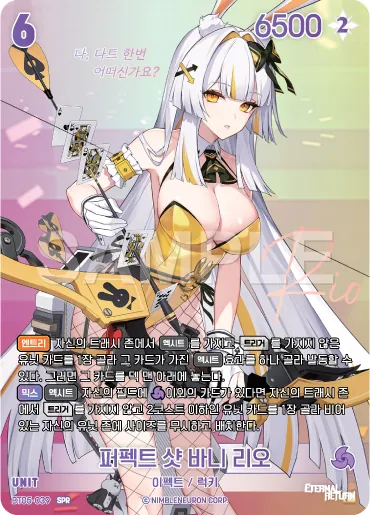 6
6500 2
다, 다트 한번
어떠신가요?
SAMPLE
Rio
엔트리 자신의 트래시 존에서 엑시트 를 가지고, 트리거 를 가지지 않은
유닛 카드를 1장 골라 그 카드가 가진 엑시트 효과를 하나 골라 발동할 수
있다. 그러면 그 카드를 덱 맨 아래에 놓는다.
믹스 엑시트 자신의 필드에 이외의 카드가 있다면 자신의 트래시 존
에서 트리거 를 가지지 않고 2코스트 이하인 유닛 카드를 1장 골라 비어
있는 자신의 유닛 존에 사이즈를 무시하고 배치한다.
퍼펙트 샷 바니 리오
UNIT
이펙트 / 럭키
BT05-039 SPR
© NIMBLENEURON CORP.
ETERNAL RETURN